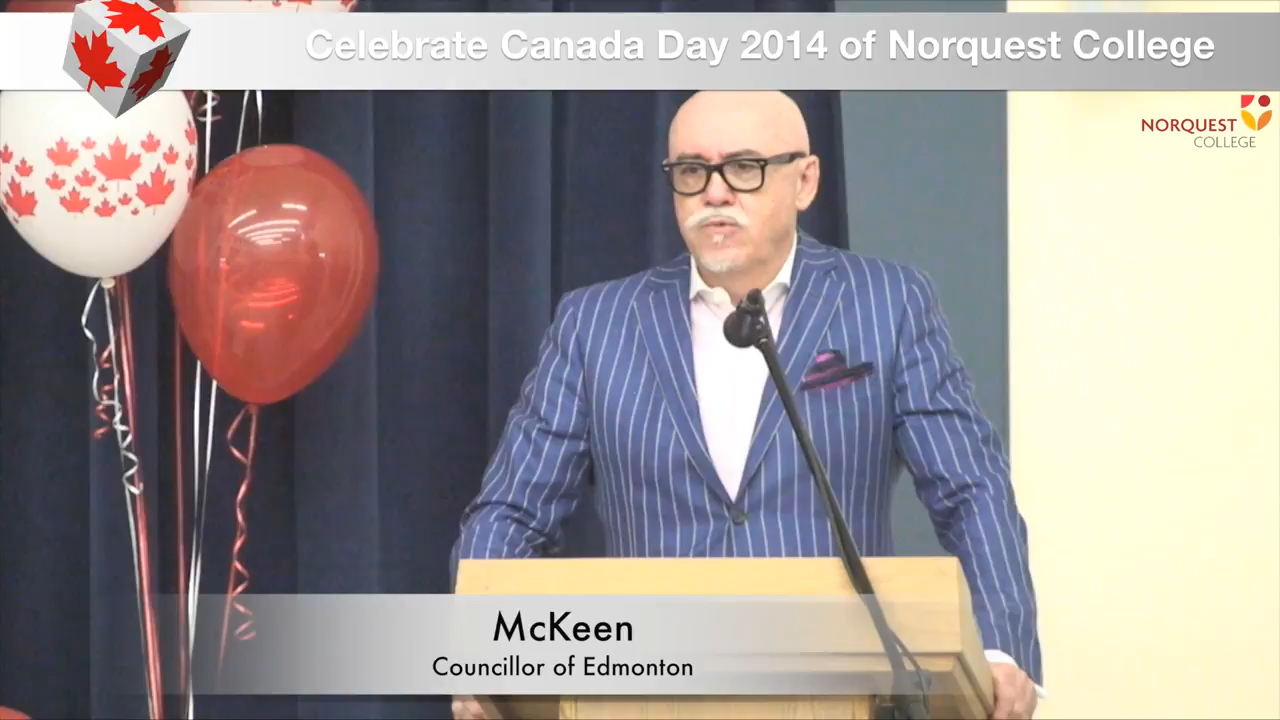 Celebrate Canada Day 2014 of Norquest College
NORQUEST
COLLEGE
McKeen
Councillor of Edmonton